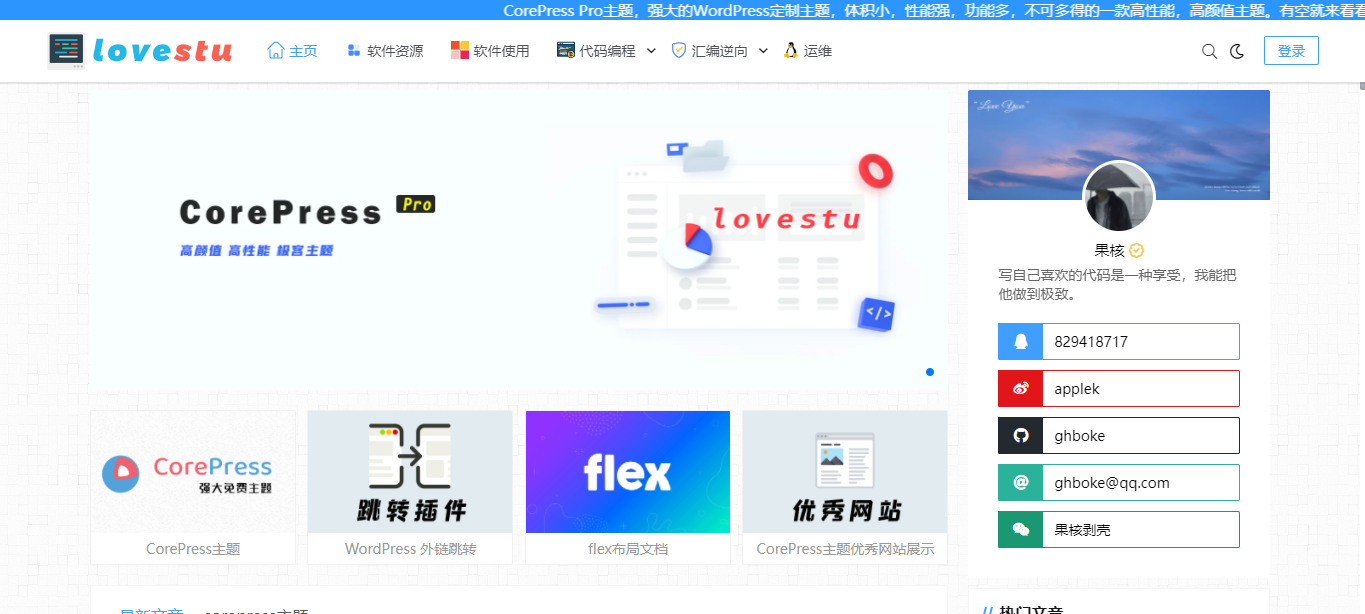 CorePress Pro主题，强大的WordPress定制主题，体积小，性能强，功能多，不可多得的一款高性能，高颜值主题。有空就来看看
lovestu 主页 软件资源 软件使用 代码编程 汇编逆向 运维 登录
"Love You"
CorePress Pro
高颜值 高性能 极客主题
lovestu
</>
果核
写自己喜欢的代码是一种享受，我能把
他做到极致。
829418717
applek
ghboke
ghboke@qq.com
果核剥壳
CorePress
强大免费主题
跳转插件
flex
优秀网站
CorePress主题
WordPress 外链跳转
flex布局文档
CorePress主题优秀网站展示
最新文章 corepress主题
// 热门文章